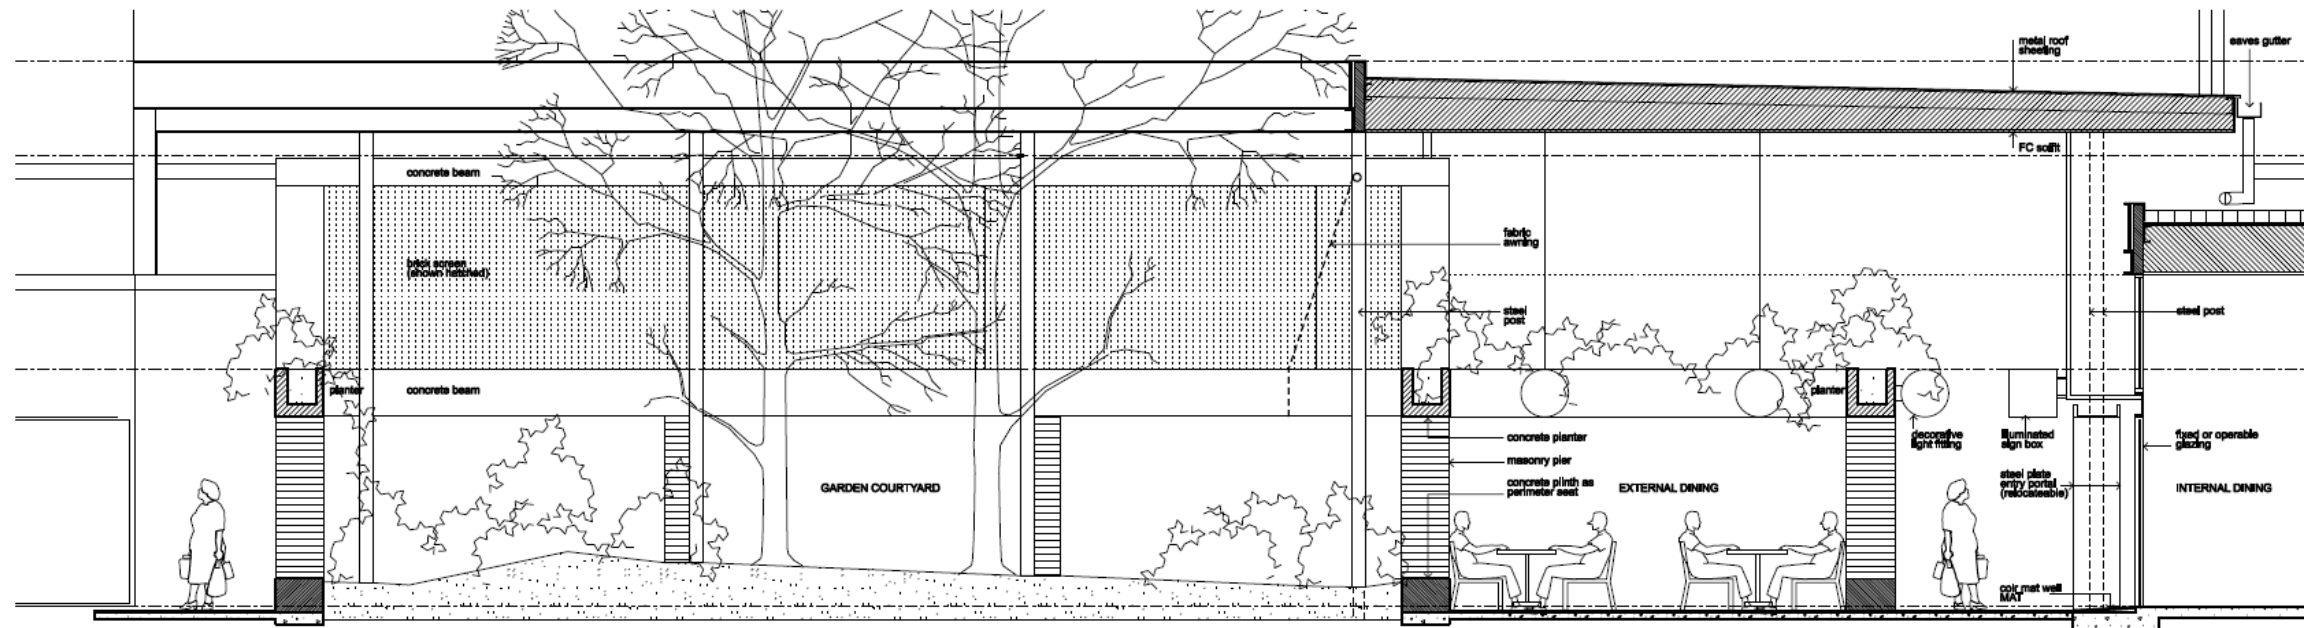 metal roof
sheeting
eaves gutter
FC soffit
concrete beam
fabric
awning
brick screen
(shown hatched)
steel
post
steel post
planter
concrete beam
planter
concrete planter
decorative
light fitting
illuminated
sign box
fixed or operable
glazing
masonry pier
steel plate
entry portal
(relocateable)
concrete plinth as
perimeter seat
GARDEN COURTYARD
EXTERNAL DINING
INTERNAL DINING
coir mat well
MAT